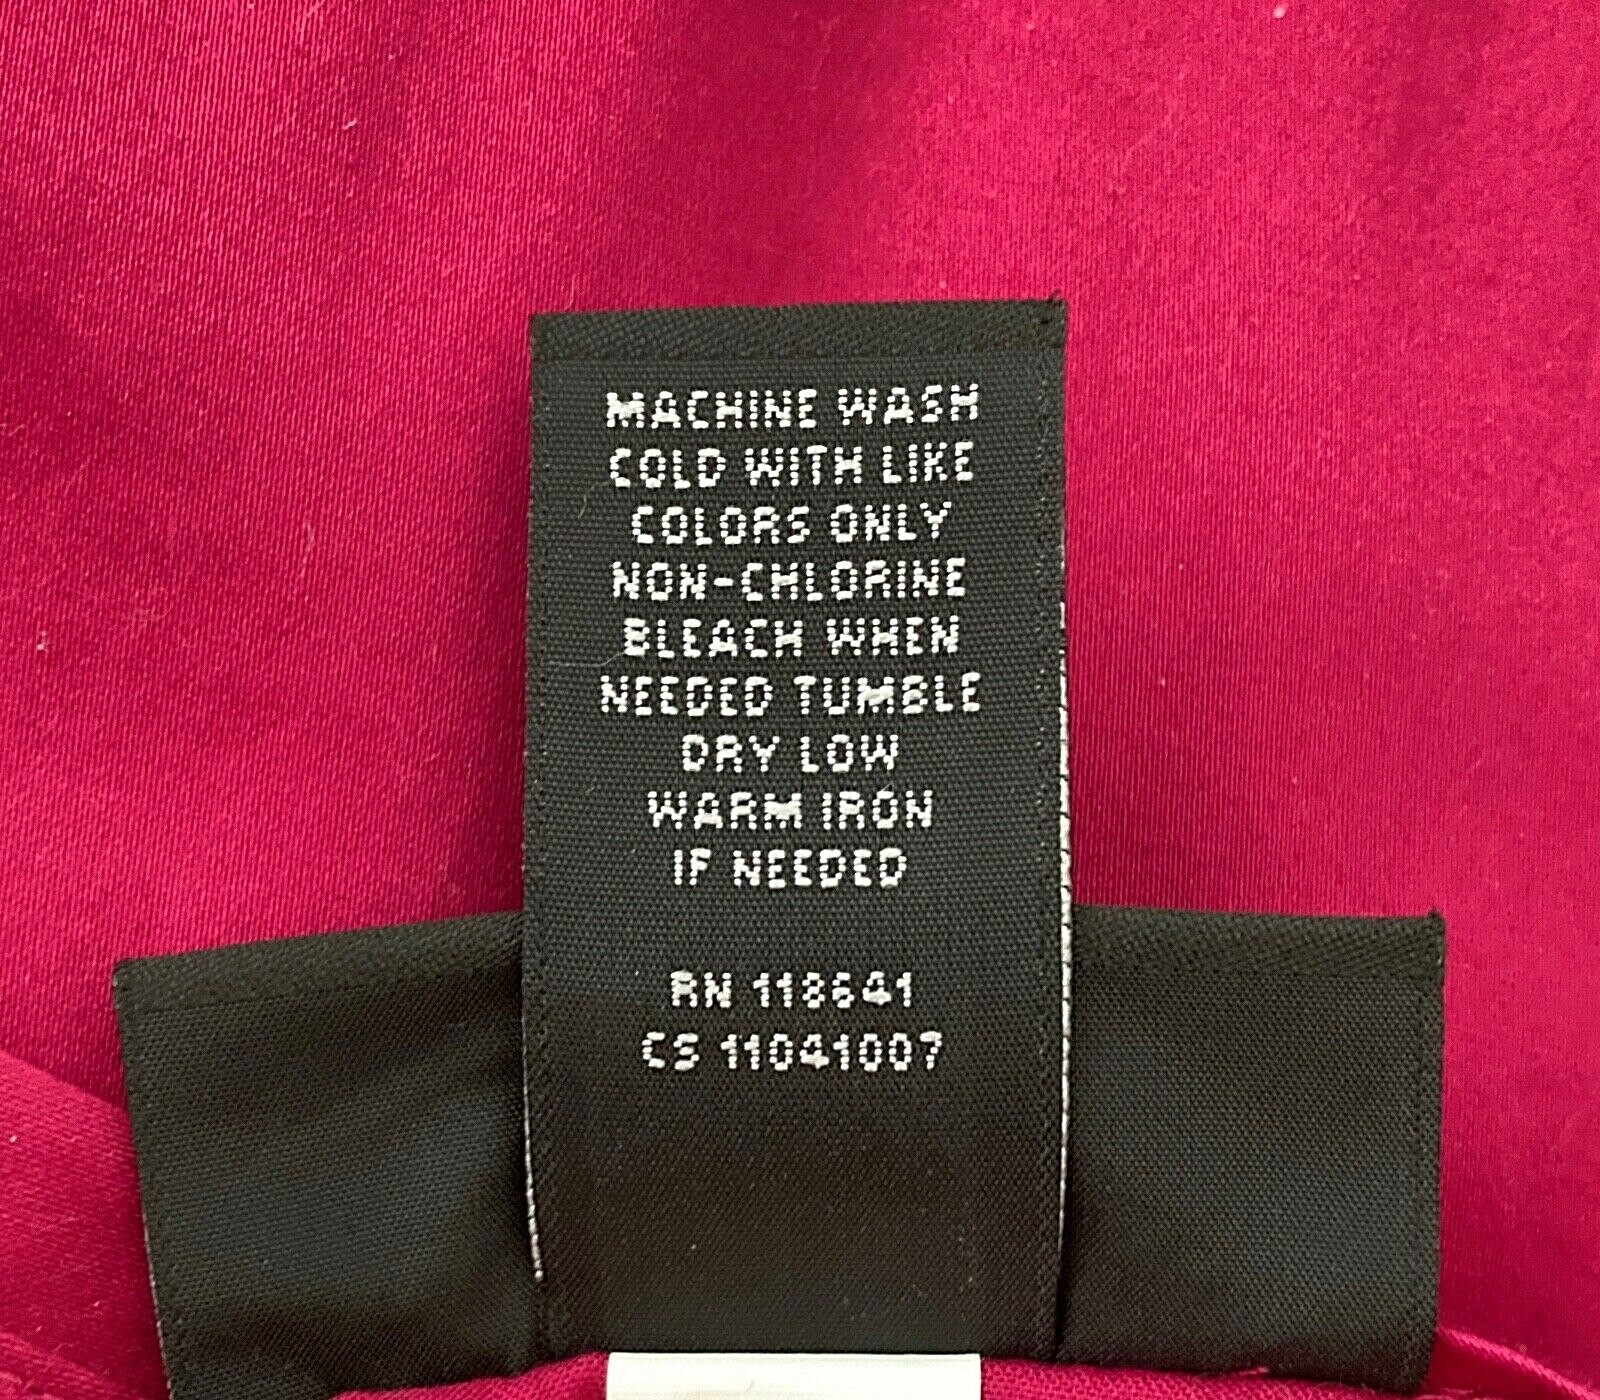 MACHINE WASH
COLD WITH LIKE
COLORS ONLY
NON-CHLORINE
BLEACH WHEN
NEEDED TUMBLE
DRY LOW
WARM IRON
IF NEEDED
RN 118641
CS 11041007